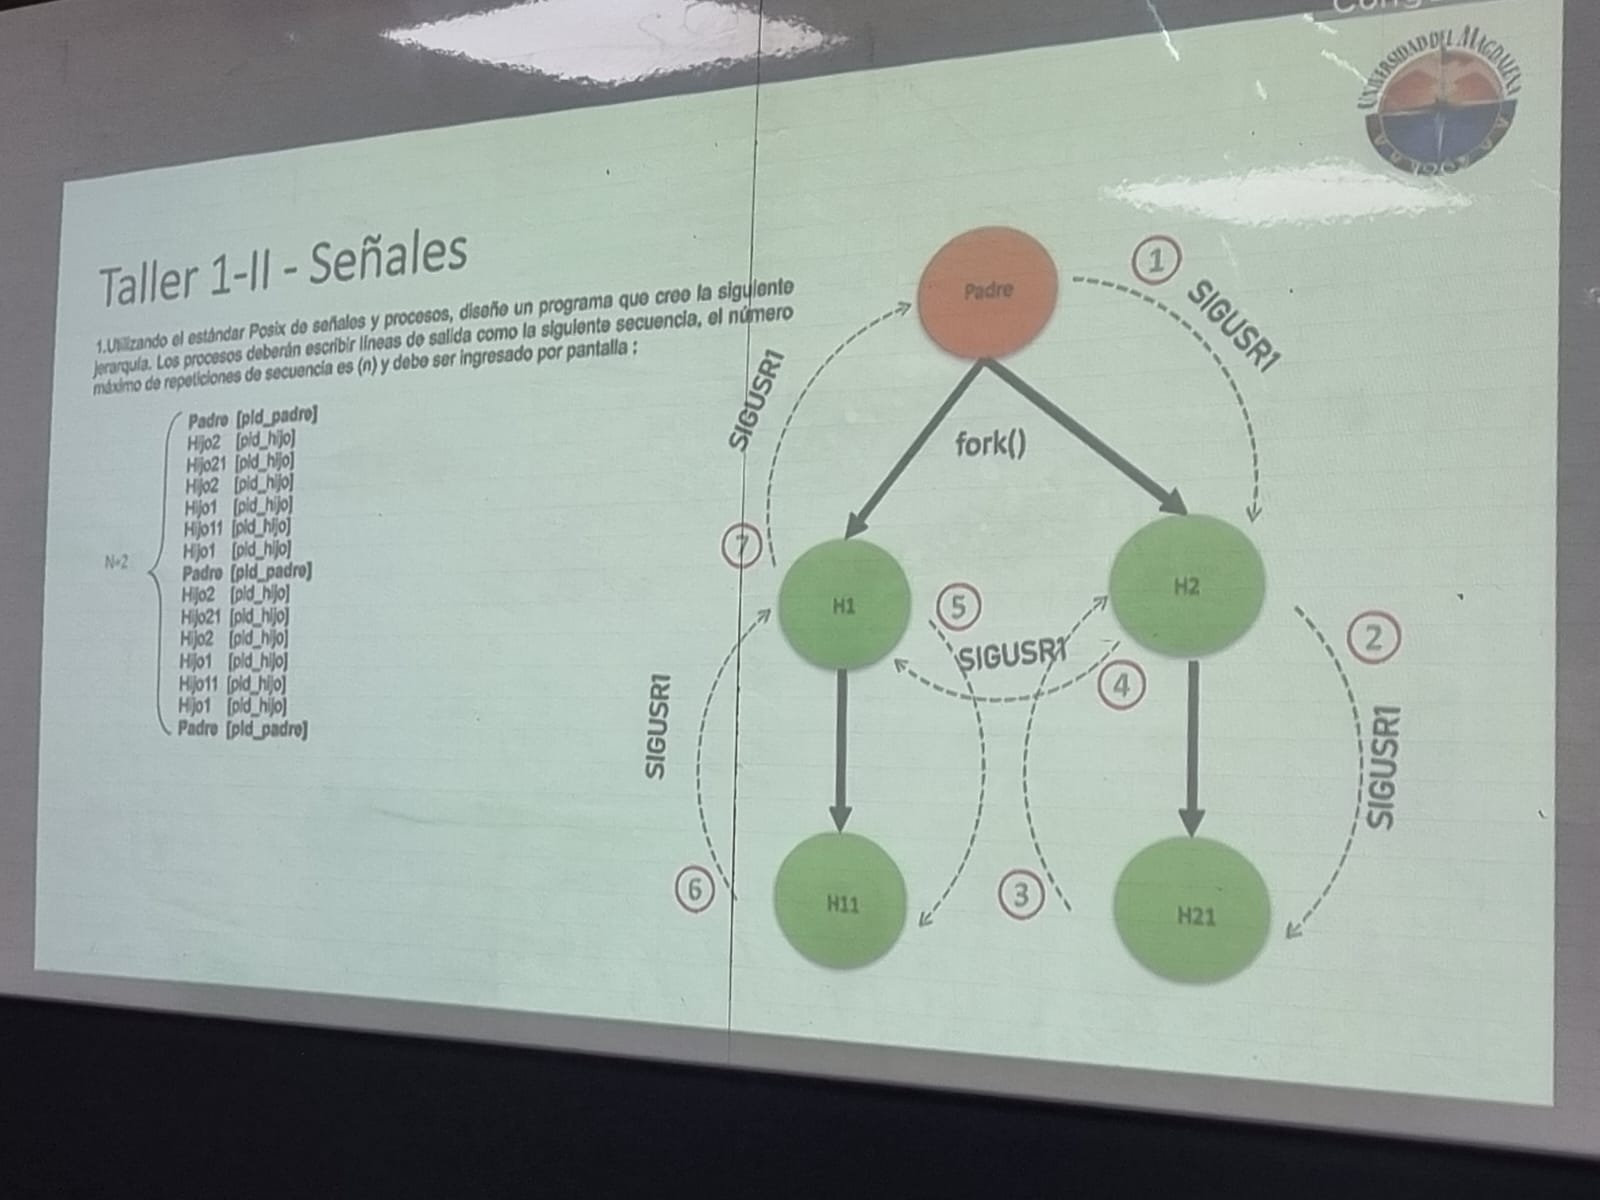 UNIVERSIDAD DEL MAGDALENA
Taller 1-II - Señales
1.Utilizando el estándar Posix de señales y procesos, diseñe un programa que cree la siguiente
jerarquía. Los procesos deberán escribir líneas de salida como la siguiente secuencia, el número
máximo de repeticiones de secuencia es (n) y debe ser ingresado por pantalla :
N=2
Padre [pid_padre]
Hijo2 [pid_hijo]
Hijo21 [pid_hijo]
Hijo2 [pid_hijo]
Hijo1 [pid_hijo]
Hijo11 [pid_hijo]
Hijo1 [pid_hijo]
Padre [pid_padre]
Hijo2 [pid_hijo]
Hijo21 [pid_hijo]
Hijo2 [pid_hijo]
Hijo1 [pid_hijo]
Hijo11 [pid_hijo]
Hijo1 [pid_hijo]
Padre [pid_padre]
Padre
1
SIGUSR1
SIGUSR1
fork()
7
H1
5
SIGUSR1
H2
2
4
SIGUSR1
SIGUSR1
6
H11
3
H21